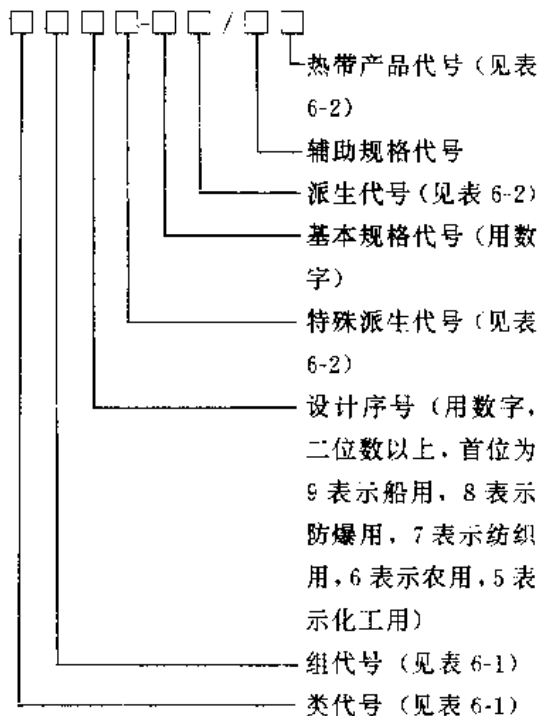 □□□□-□□/□□
热带产品代号(见表
6-2)
辅助规格代号
派生代号(见表 6-2)
基本规格代号(用数
字)
特殊派生代号(见表
6-2)
设计序号(用数字,
二位数以上,首位为
9 表示船用,8 表示
防爆用,7 表示纺织
用,6 表示农用,5 表
示化工用)
组代号(见表 6-1)
类代号(见表 6-1)